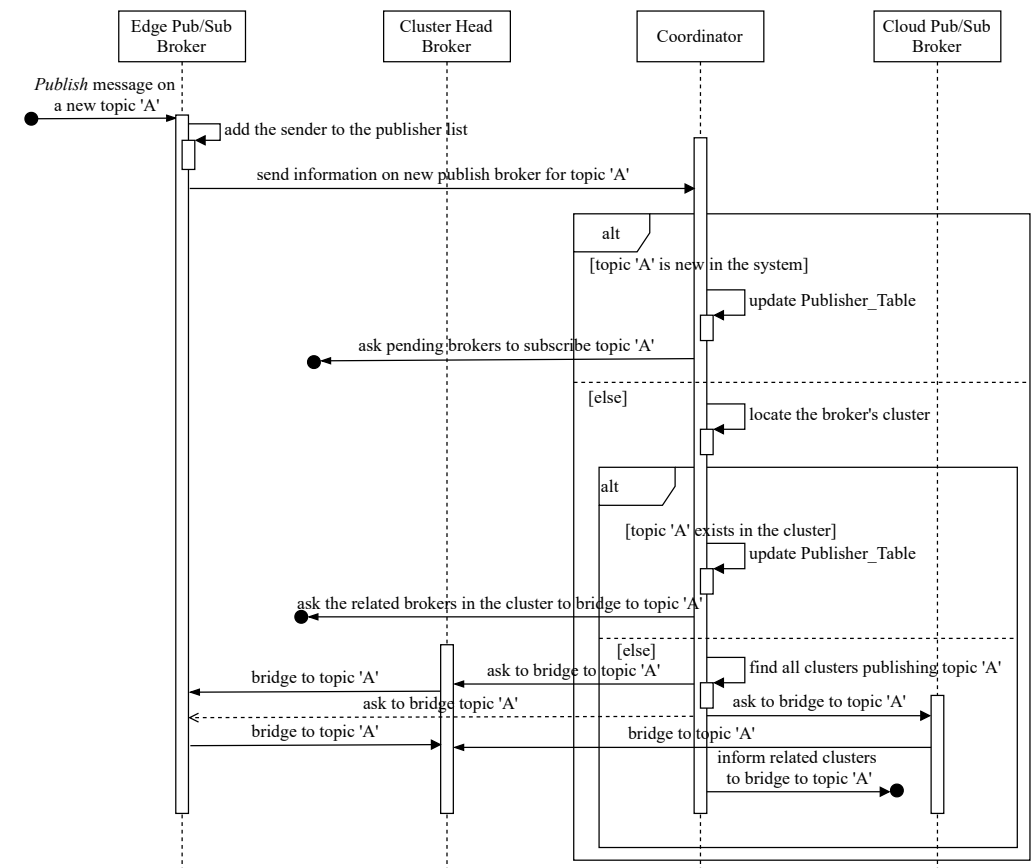 Edge Pub/Sub
Broker
Cluster Head
Broker
Coordinator
Cloud Pub/Sub
Broker
Publish message on
a new topic 'A'
add the sender to the publisher list
send information on new publish broker for topic 'A'
alt
[topic 'A' is new in the system]
update Publisher_Table
ask pending brokers to subscribe topic 'A'
[else]
locate the broker's cluster
alt
[topic 'A' exists in the cluster]
update Publisher_Table
ask the related brokers in the cluster to bridge to topic 'A'
[else]
find all clusters publishing topic 'A'
ask to bridge to topic 'A'
bridge to topic 'A'
ask to bridge topic 'A'
ask to bridge to topic 'A'
bridge to topic 'A'
bridge to topic 'A'
inform related clusters
to bridge to topic 'A'